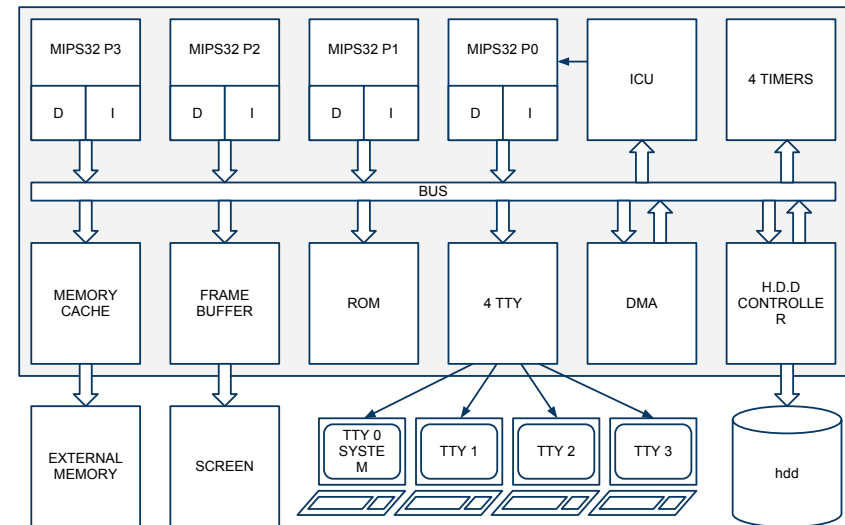 MIPS32 P3
MIPS32 P2
MIPS32 P1
MIPS32 P0
ICU
4 TIMERS
D
I
D
I
D
I
D
I
BUS
MEMORY
CACHE
FRAME
BUFFER
ROM
4 TTY
DMA
H.D.D
CONTROLLE
R
EXTERNAL
MEMORY
SCREEN
TTY 0
SYSTE
M
TTY 1
TTY 2
TTY 3
hdd